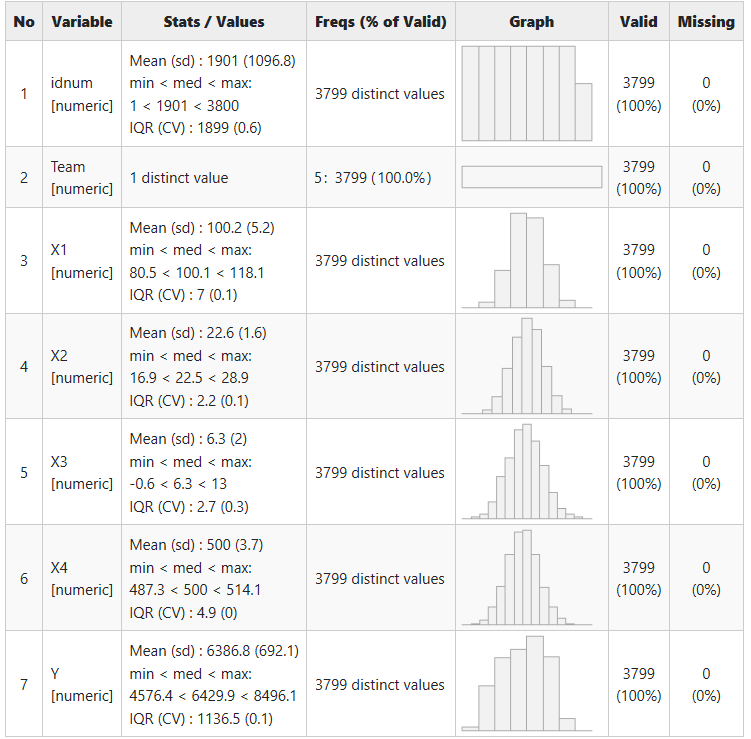 No Variable Stats / Values Freqs (% of Valid) Graph Valid Missing
1 idnum [numeric] Mean (sd) : 1901 (1096.8)
min < med < max:
1 < 1901 < 3800
IQR (CV) : 1899 (0.6) 3799 distinct values 3799 (100%) 0 (0%)
2 Team [numeric] 1 distinct value 5: 3799 (100.0%) 3799 (100%) 0 (0%)
3 X1 [numeric] Mean (sd) : 100.2 (5.2)
min < med < max:
80.5 < 100.1 < 118.1
IQR (CV) : 7 (0.1) 3799 distinct values 3799 (100%) 0 (0%)
4 X2 [numeric] Mean (sd) : 22.6 (1.6)
min < med < max:
16.9 < 22.5 < 28.9
IQR (CV) : 2.2 (0.1) 3799 distinct values 3799 (100%) 0 (0%)
5 X3 [numeric] Mean (sd) : 6.3 (2)
min < med < max:
-0.6 < 6.3 < 13
IQR (CV) : 2.7 (0.3) 3799 distinct values 3799 (100%) 0 (0%)
6 X4 [numeric] Mean (sd) : 500 (3.7)
min < med < max:
487.3 < 500 < 514.1
IQR (CV) : 4.9 (0) 3799 distinct values 3799 (100%) 0 (0%)
7 Y [numeric] Mean (sd) : 6386.8 (692.1)
min < med < max:
4576.4 < 6429.9 < 8496.1
IQR (CV) : 1136.5 (0.1) 3799 distinct values 3799 (100%) 0 (0%)